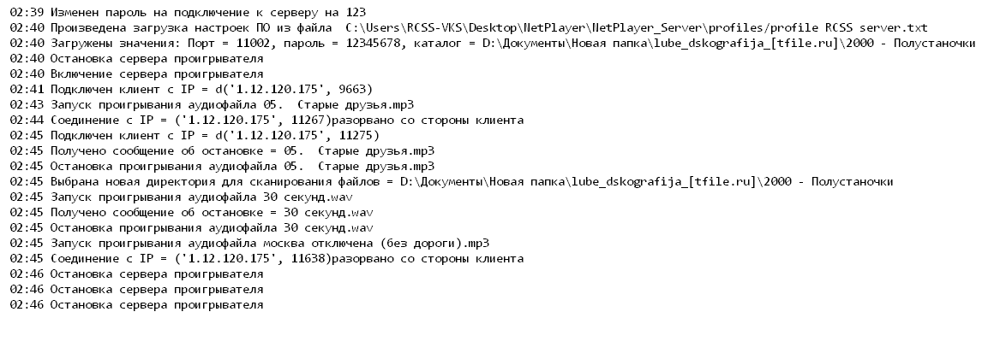 02:39 Изменен пароль на подключение к серверу на 123
02:40 Произведена загрузка настроек ПО из файла  C:\Users\RCSS-VKS\Desktop\NetPlayer\NetPlayer_Server\profiles/profile RCSS server.txt
02:40 Загружены значения: Порт = 11002, пароль = 12345678, каталог = D:\Документы\Новая папка\lube_dskografija_[tfile.ru]\2000 - Полустаночки
02:40 Остановка сервера проигрывателя
02:40 Включение сервера проигрывателя
02:41 Подключен клиент с IP = d('1.12.120.175', 9663)
02:43 Запуск проигрывания аудиофайла 05.  Старые друзья.mp3
02:44 Соединение с IP = ('1.12.120.175', 11267)разорвано со стороны клиента
02:45 Подключен клиент с IP = d('1.12.120.175', 11275)
02:45 Получено сообщение об остановке = 05.  Старые друзья.mp3
02:45 Остановка проигрывания аудиофайла 05.  Старые друзья.mp3
02:45 Выбрана новая директория для сканирования файлов = D:\Документы\Новая папка\lube_dskografija_[tfile.ru]\2000 - Полустаночки
02:45 Запуск проигрывания аудиофайла 30 секунд.wav
02:45 Получено сообщение об остановке = 30 секунд.wav
02:45 Остановка проигрывания аудиофайла 30 секунд.wav
02:45 Запуск проигрывания аудиофайла москва отключена (без дороги).mp3
02:45 Соединение с IP = ('1.12.120.175', 11638)разорвано со стороны клиента
02:46 Остановка сервера проигрывателя
02:46 Остановка сервера проигрывателя
02:46 Остановка сервера проигрывателя